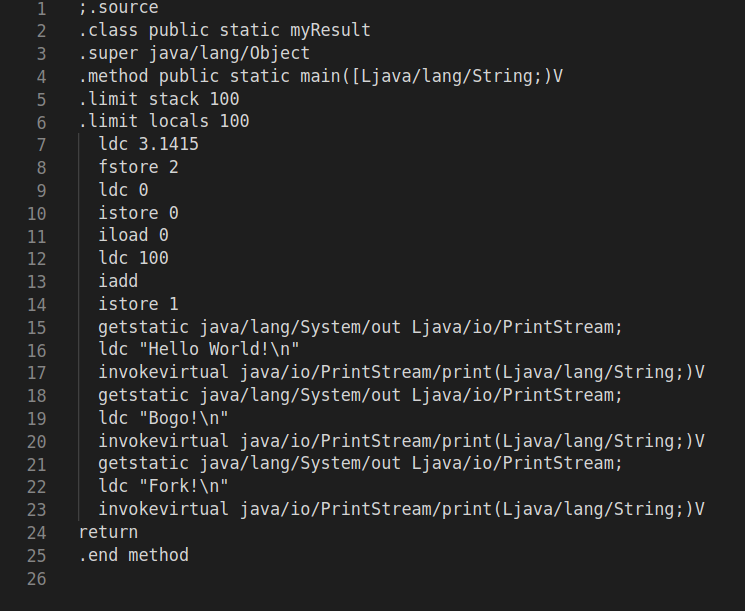 1 ;.source
2 .class public static myResult
3 .super java/lang/Object
4 .method public static main([Ljava/lang/String;)V
5 .limit stack 100
6 .limit locals 100
7 ldc 3.1415
8 fstore 2
9 ldc 0
10 istore 0
11 iload 0
12 ldc 100
13 iadd
14 istore 1
15 getstatic java/lang/System/out Ljava/io/PrintStream;
16 ldc "Hello World!\n"
17 invokevirtual java/io/PrintStream/print(Ljava/lang/String;)V
18 getstatic java/lang/System/out Ljava/io/PrintStream;
19 ldc "Bogo!\n"
20 invokevirtual java/io/PrintStream/print(Ljava/lang/String;)V
21 getstatic java/lang/System/out Ljava/io/PrintStream;
22 ldc "Fork!\n"
23 invokevirtual java/io/PrintStream/print(Ljava/lang/String;)V
24 return
25 .end method
26